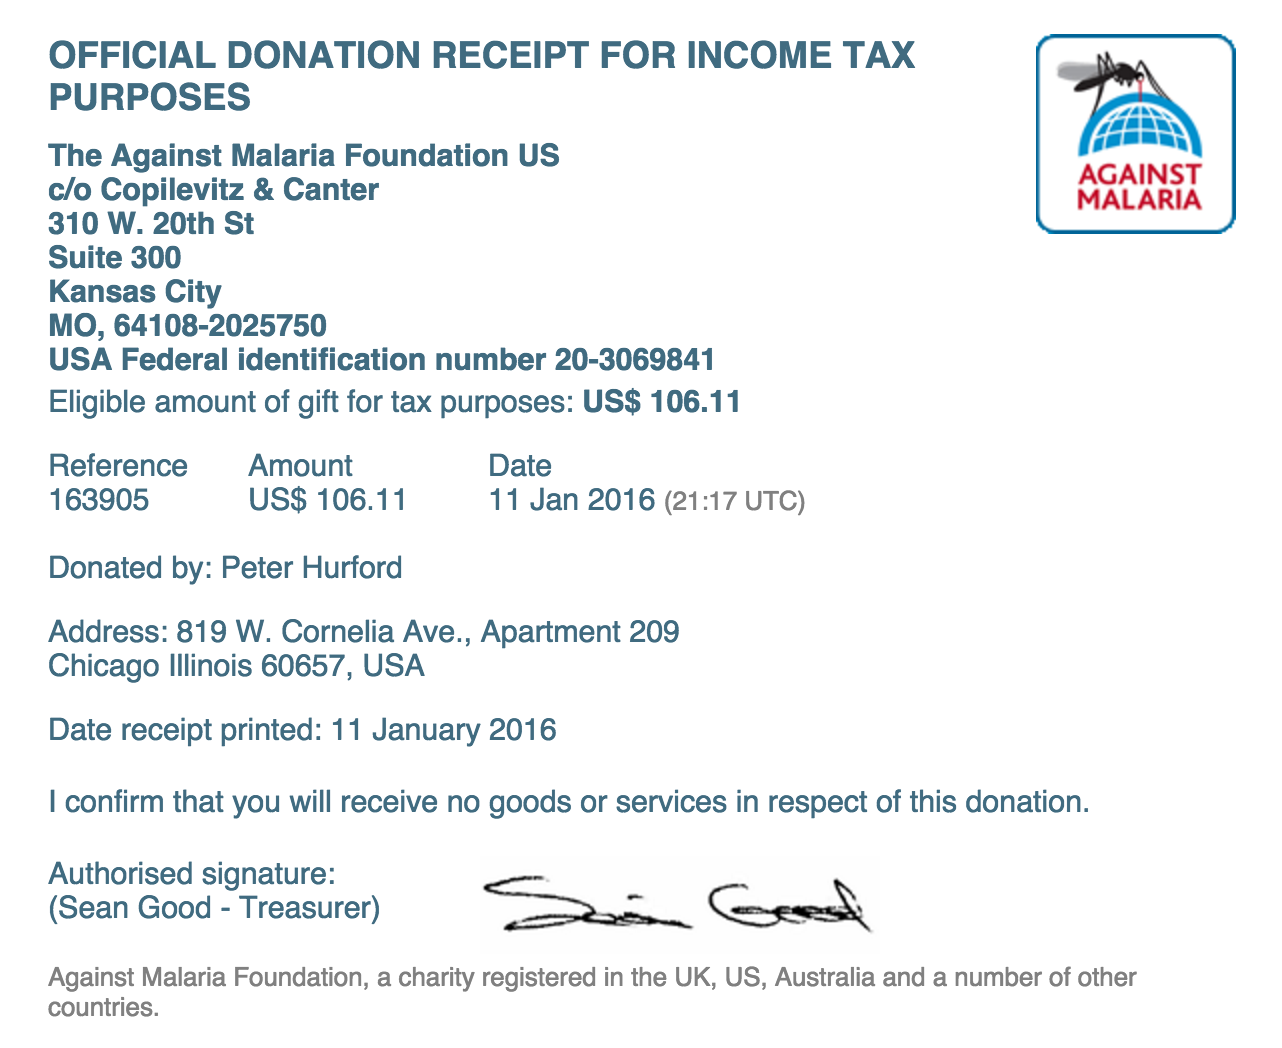 OFFICIAL DONATION RECEIPT FOR INCOME TAX
PURPOSES
AGAINST
MALARIA
The Against Malaria Foundation US
c/o Copilevitz & Canter
310 W. 20th St
Suite 300
Kansas City
MO, 64108-2025750
USA Federal identification number 20-3069841
Eligible amount of gift for tax purposes: US$ 106.11
Reference Amount Date
163905 US$ 106.11 11 Jan 2016 (21:17 UTC)
Donated by: Peter Hurford
Address: 819 W. Cornelia Ave., Apartment 209
Chicago Illinois 60657, USA
Date receipt printed: 11 January 2016
I confirm that you will receive no goods or services in respect of this donation.
Authorised signature:
(Sean Good - Treasurer)
Against Malaria Foundation, a charity registered in the UK, US, Australia and a number of other
countries.